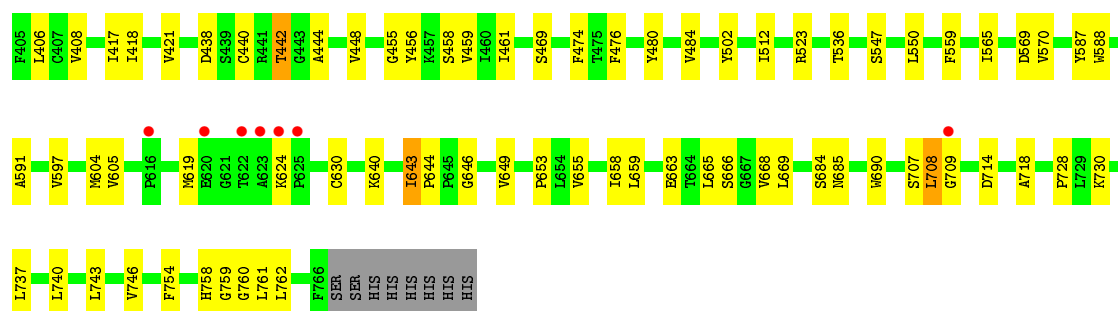 F405 L406 C407 V408 I417 I418 V421 D438 S439 C440 R441 T442 G443 A444 V448 G455 Y456 K457 S458 V459 I460 I461 S469 F474 T475 F476 Y480 V484 Y502 I512 R523 T536 S547 L550 F559 I565 D569 V570 Y587 W588
A591 V597 M604 V605 P616 M619 E620 G621 T622 A623 K624 P625 C630 K640 I643 P644 P645 G646 V649 P653 L654 V655 I658 L659 E663 T664 L665 S666 G667 V668 L669 S684 N685 W690 S707 L708 G709 D714 A718 P728 L729 K730
L737 L740 L743 V746 F754 H758 G759 G760 L761 L762 F766 SER SER HIS HIS HIS HIS HIS HIS